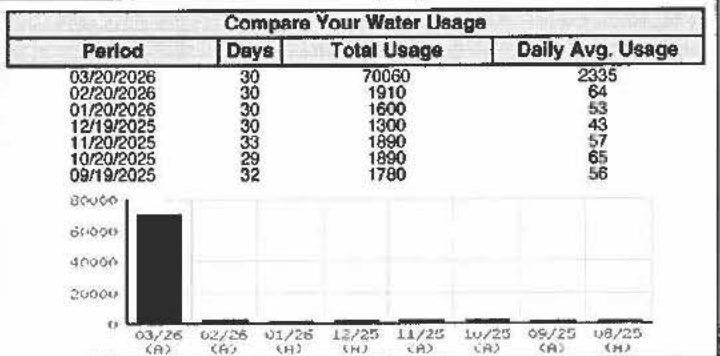 Compare Your Water Usage
Period Days Total Usage Daily Avg. Usage
03/20/2026 30 70060 2335
02/20/2026 30 1910 64
01/20/2026 30 1600 53
12/19/2025 30 1300 43
11/20/2025 33 1890 57
10/20/2025 29 1890 65
09/19/2025 32 1780 56
80000
60000
40000
20000
0
03/26 02/26 01/26 12/25 11/25 10/25 09/25 08/25
(A) (A) (A) (A) (A) (A) (A) (A)